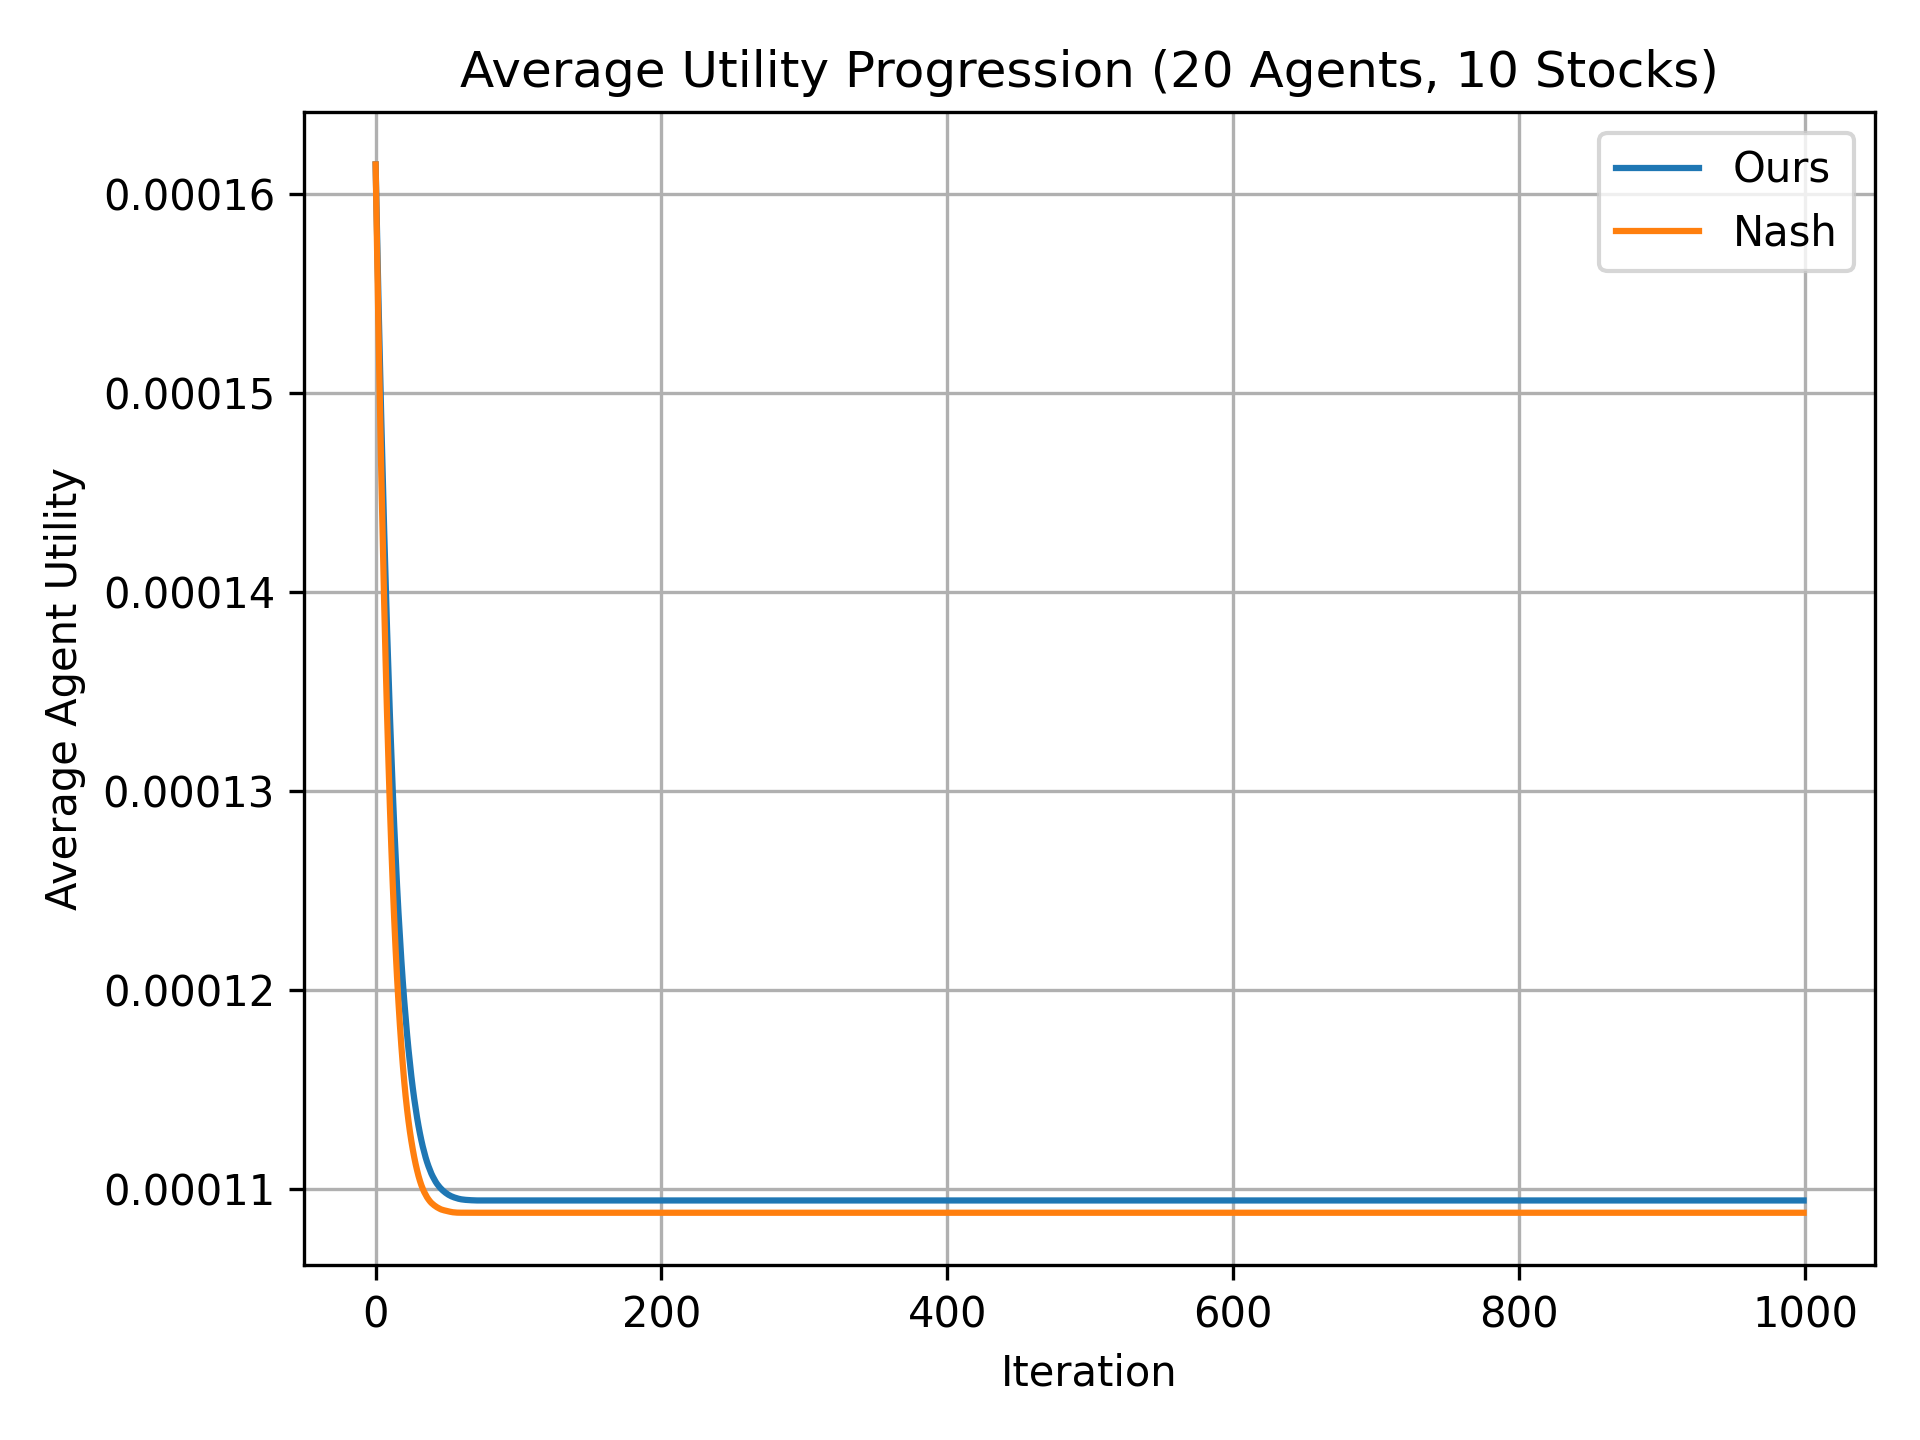 Average Utility Progression (20 Agents, 10 Stocks)
Ours
Nash
0.00016
0.00015
0.00014
0.00013
0.00012
0.00011
Average Agent Utility
0 200 400 600 800 1000
Iteration